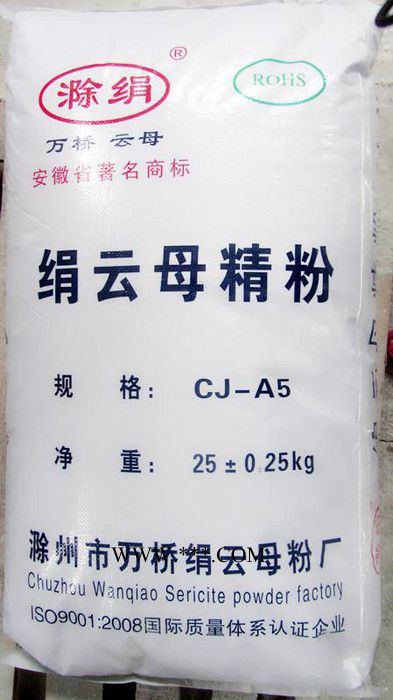 滁绢®
ROHS
万桥 云母
安徽省著名商标
绢云母精粉
规 格： CJ-A5
净 重： 25±0.25kg
滁州市万桥绢云母粉厂
WWW.***.COM
Chuzhou Wanqiao Sericite powder factory
ISO9001:2008国际质量体系认证企业